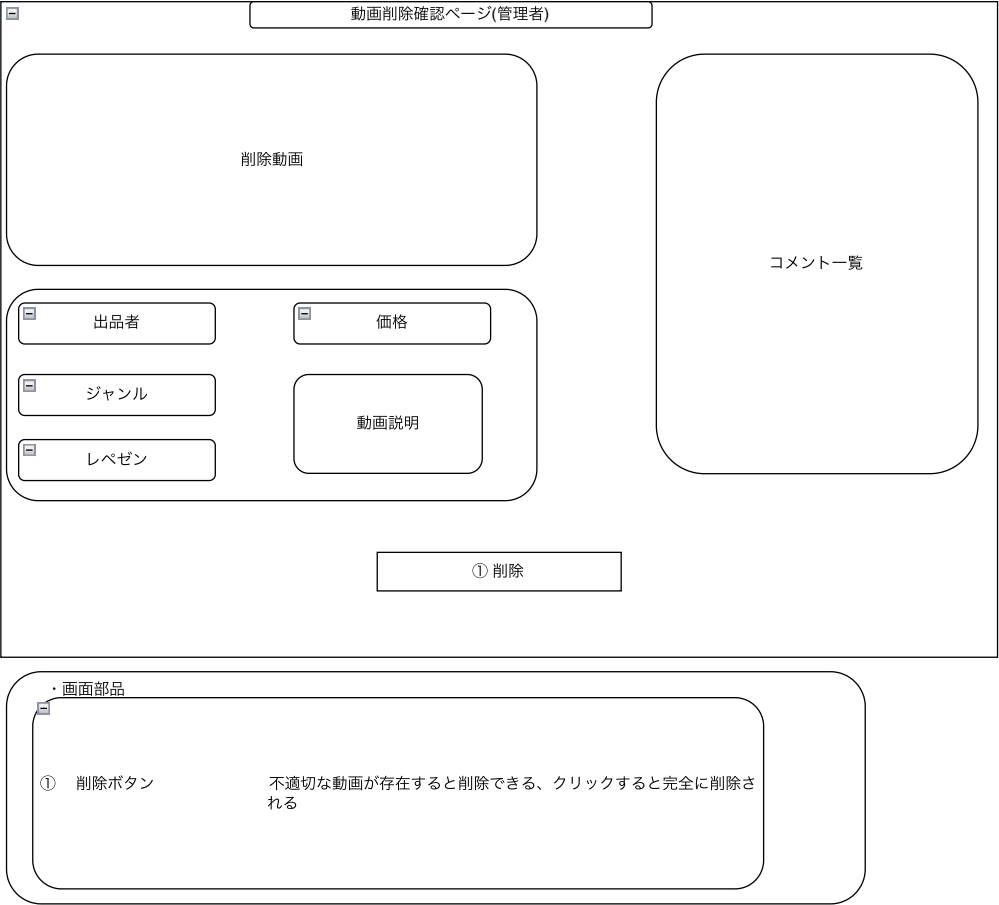 動画削除確認ページ(管理者)
削除動画
コメント一覧
出品者
価格
ジャンル
動画説明
レペゼン
① 削除
・画面部品
① 削除ボタン 不適切な動画が存在すると削除できる、クリックすると完全に削除さ
れる